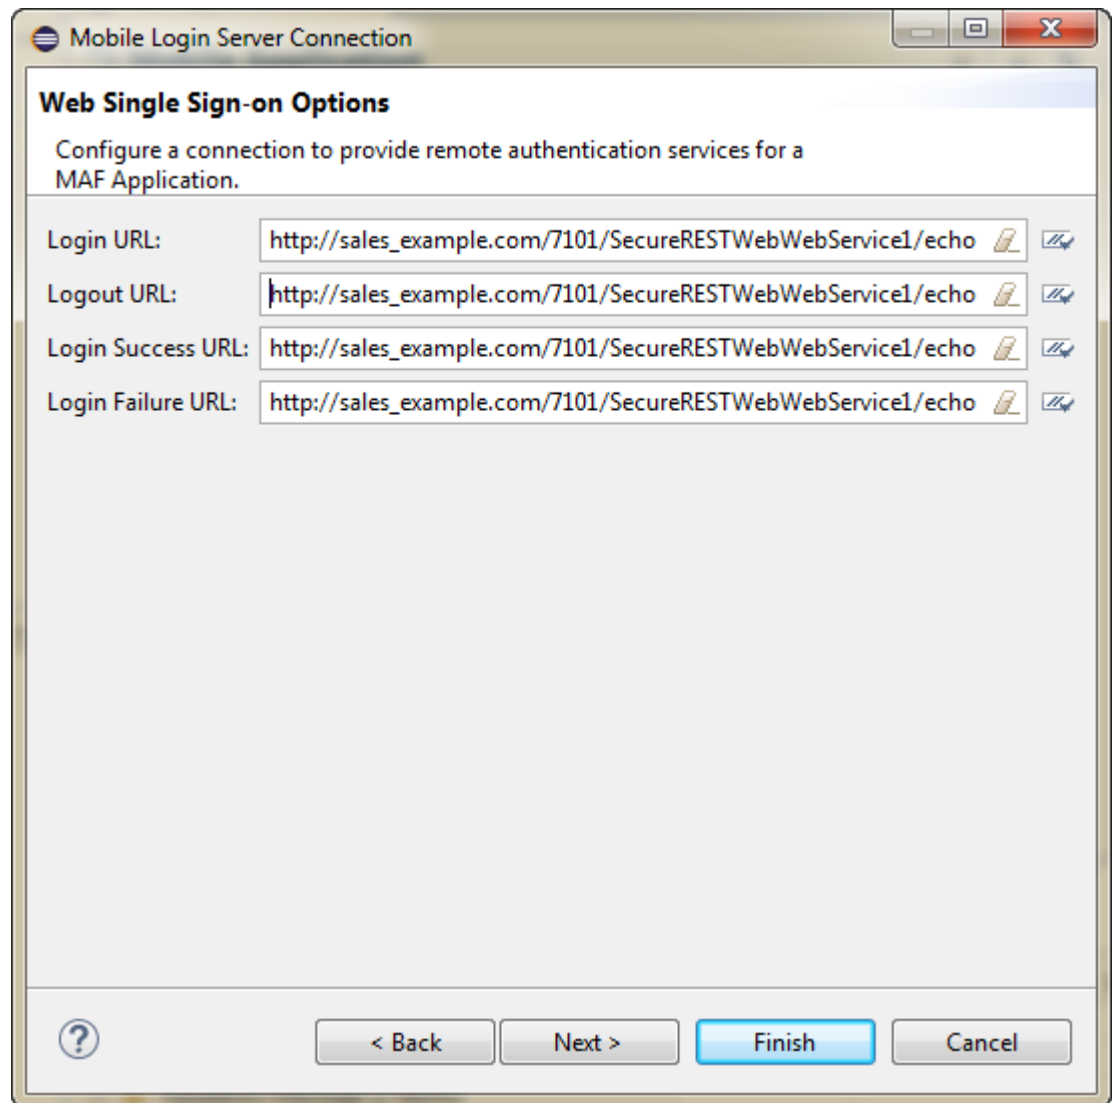 Mobile Login Server Connection
Web Single Sign-on Options
Configure a connection to provide remote authentication services for a
MAF Application.
Login URL: http://sales_example.com/7101/SecureRESTWebWebService1/echo
Logout URL: http://sales_example.com/7101/SecureRESTWebWebService1/echo
Login Success URL: http://sales_example.com/7101/SecureRESTWebWebService1/echo
Login Failure URL: http://sales_example.com/7101/SecureRESTWebWebService1/echo
? < Back Next > Finish Cancel